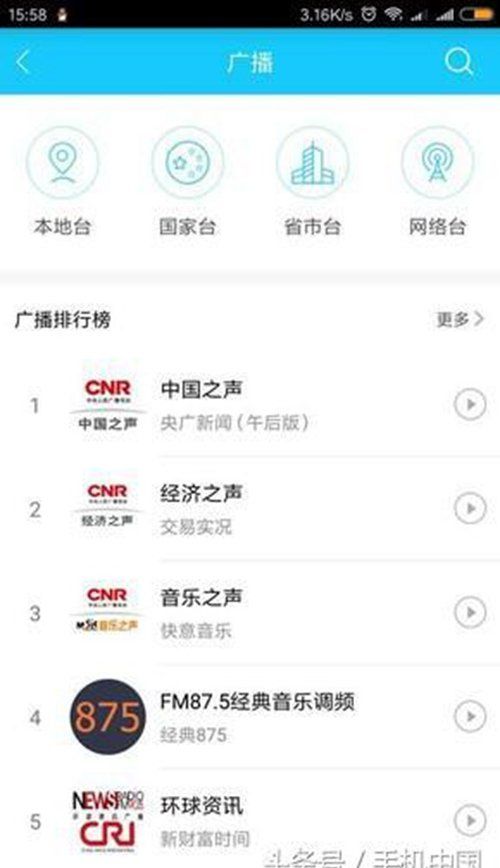 15:58 3.16K/s
广播
本地台 国家台 省市台 网络台
广播排行榜 更多
1
CNR
中国之声
中国之声
央广新闻(午后版)
2
CNR
经济之声
经济之声
交易实况
3
CNR
音乐之声
音乐之声
快意音乐
4
875
FM87.5经典音乐调频
经典875
5
NEWS RADIO
CRI
环球资讯
新财富时间
头条号/手机中国